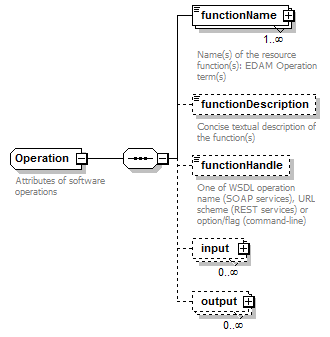 functionName
1..∞
Name(s) of the resource
function(s): EDAM Operation
term(s)
functionDescription
Concise textual description of
the function(s)
Operation
Attributes of software
operations
functionHandle
One of WSDL operation
name (SOAP services), URL
scheme (REST services) or
option/flag (command-line)
input
0..∞
output
0..∞